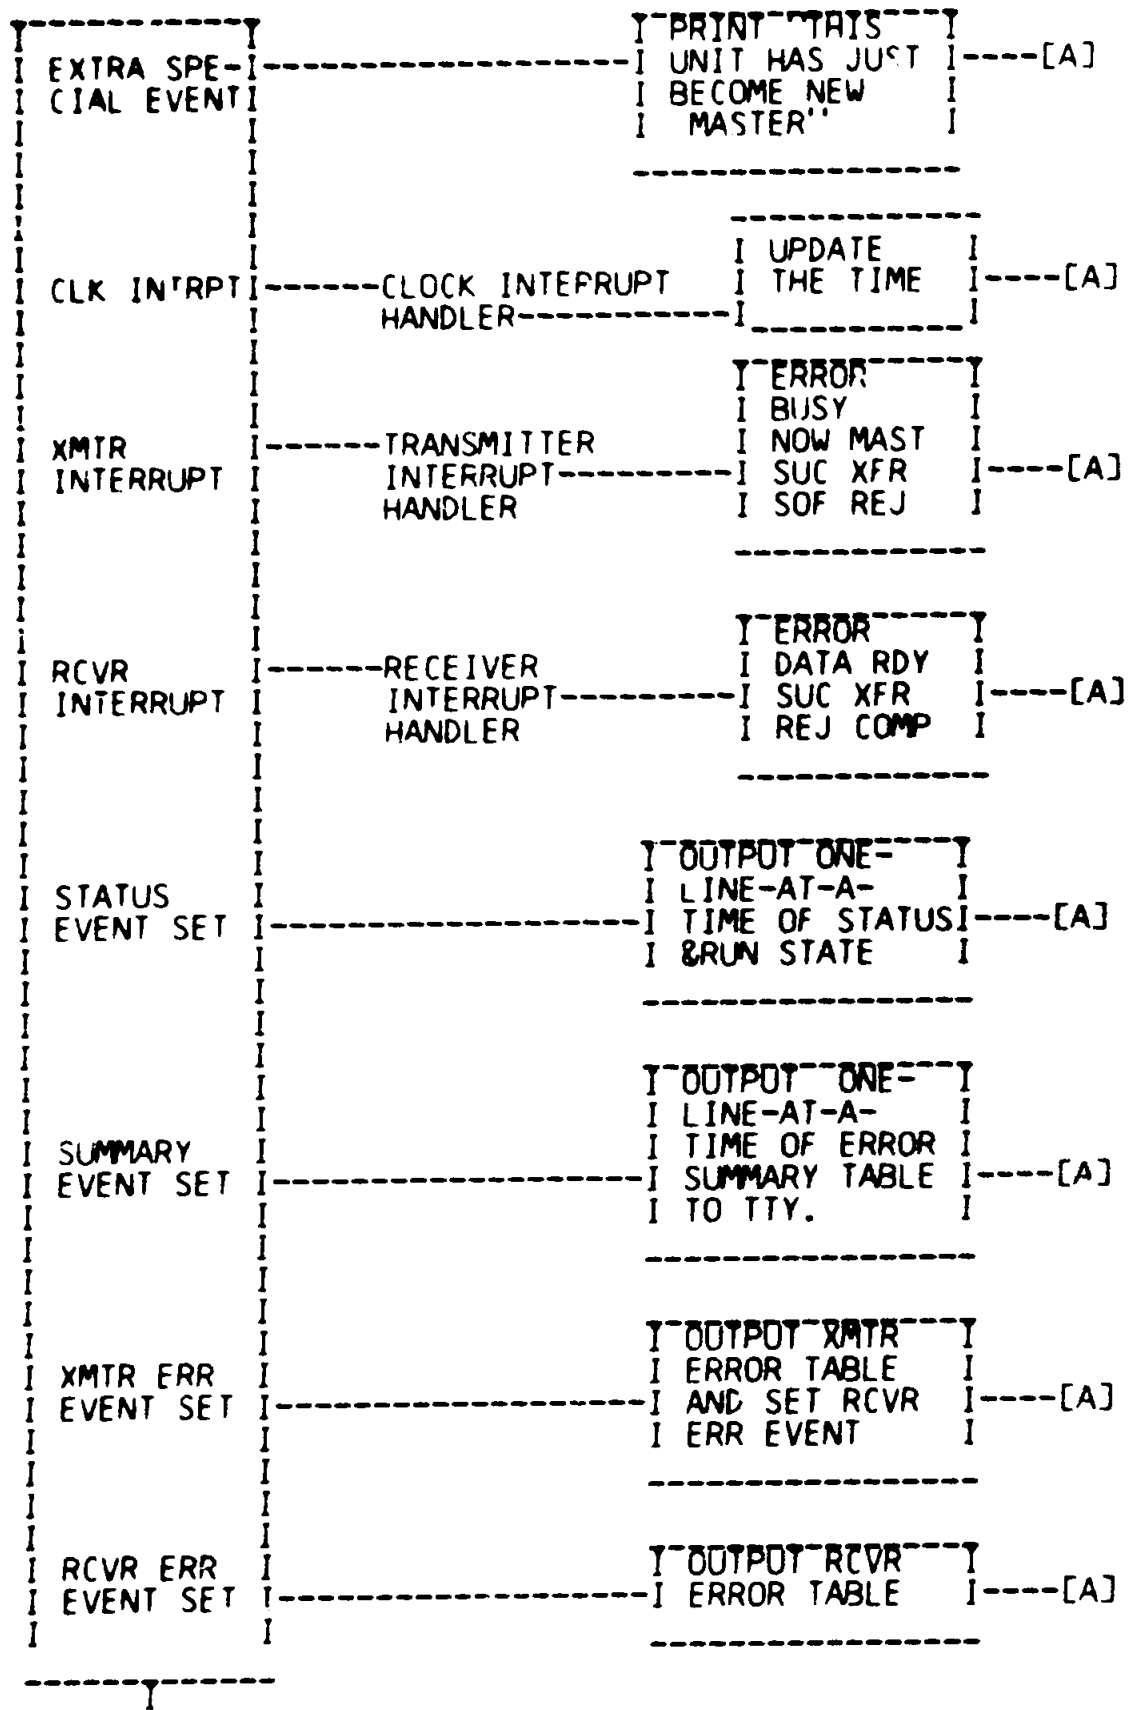 PRINT "THIS
EXTRA SPE- UNIT HAS JUST [A]
CIAL EVENT BECOME NEW
MASTER"
UPDATE
CLK INTRPT CLOCK INTERRUPT THE TIME [A]
HANDLER
ERROR
BUSY
XMTR TRANSMITTER NOW MAST
INTERRUPT INTERRUPT SUC XFR [A]
HANDLER SOF REJ
ERROR
RCVR RECEIVER DATA RDY
INTERRUPT INTERRUPT SUC XFR [A]
HANDLER REJ COMP
OUTPUT ONE-
STATUS LINE-AT-A-
EVENT SET TIME OF STATUS [A]
&RUN STATE
OUTPUT ONE-
LINE-AT-A-
SUMMARY TIME OF ERROR
EVENT SET SUMMARY TABLE [A]
TO TTY.
OUTPUT XMTR
XMTR ERR ERROR TABLE
EVENT SET AND SET RCVR [A]
ERR EVENT
RCVR ERR OUTPUT RCVR
EVENT SET ERROR TABLE [A]